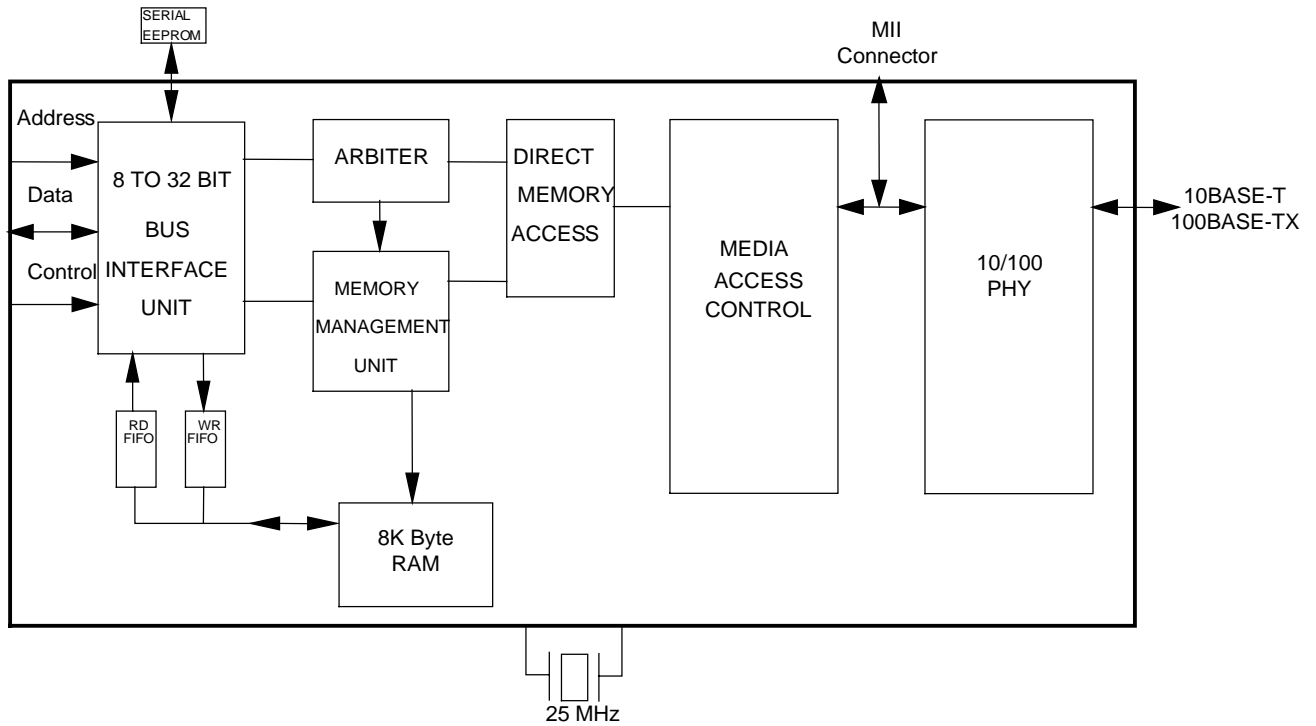 SERIAL
EEPROM
MII
Connector
Address
Data
Control
8 TO 32 BIT
BUS
INTERFACE
UNIT
ARBITER
MEMORY
MANAGEMENT
UNIT
DIRECT
MEMORY
ACCESS
MEDIA
ACCESS
CONTROL
10/100
PHY
10BASE-T
100BASE-TX
RD
FIFO
WR
FIFO
8K Byte
RAM
25 MHz